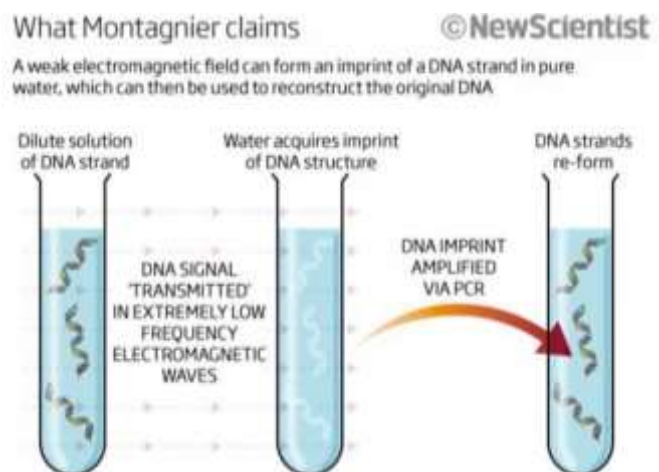 What Montagnier claims
©NewScientist
A weak electromagnetic field can form an imprint of a DNA strand in pure
water, which can then be used to reconstruct the original DNA
Dilute solution
of DNA strand
Water acquires imprint
of DNA structure
DNA strands
re-form
DNA SIGNAL
'TRANSMITTED'
IN EXTREMELY LOW
FREQUENCY
ELECTROMAGNETIC
WAVES
DNA IMPRINT
AMPLIFIED
VIA PCR